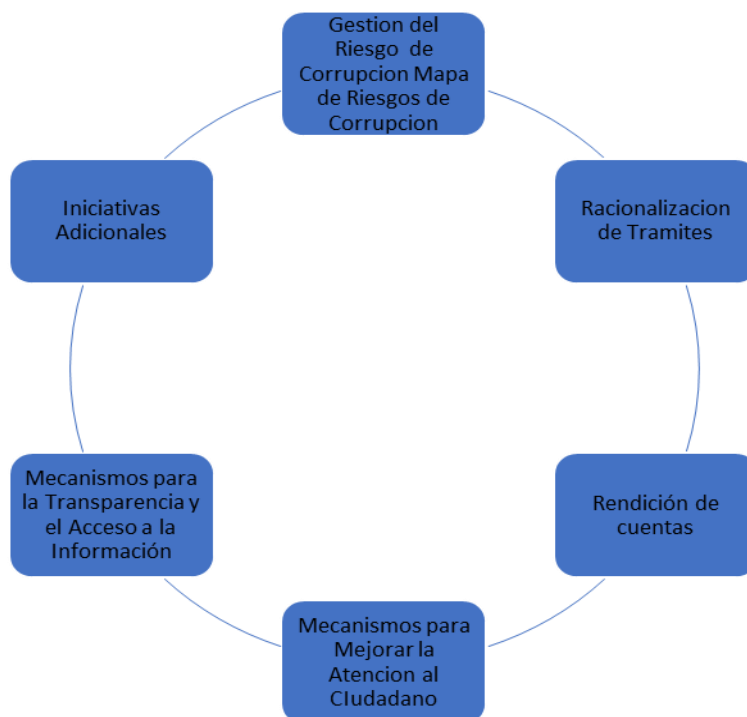 Gestion del
Riesgo de
Corrupcion Mapa
de Riesgos de
Corrupcion
Racionalizacion
de Tramites
Rendición de
cuentas
Mecanismos para
Mejorar la
Atencion al
CIudadano
Mecanismos para
la Transparencia y
el Acceso a la
Información
Iniciativas
Adicionales